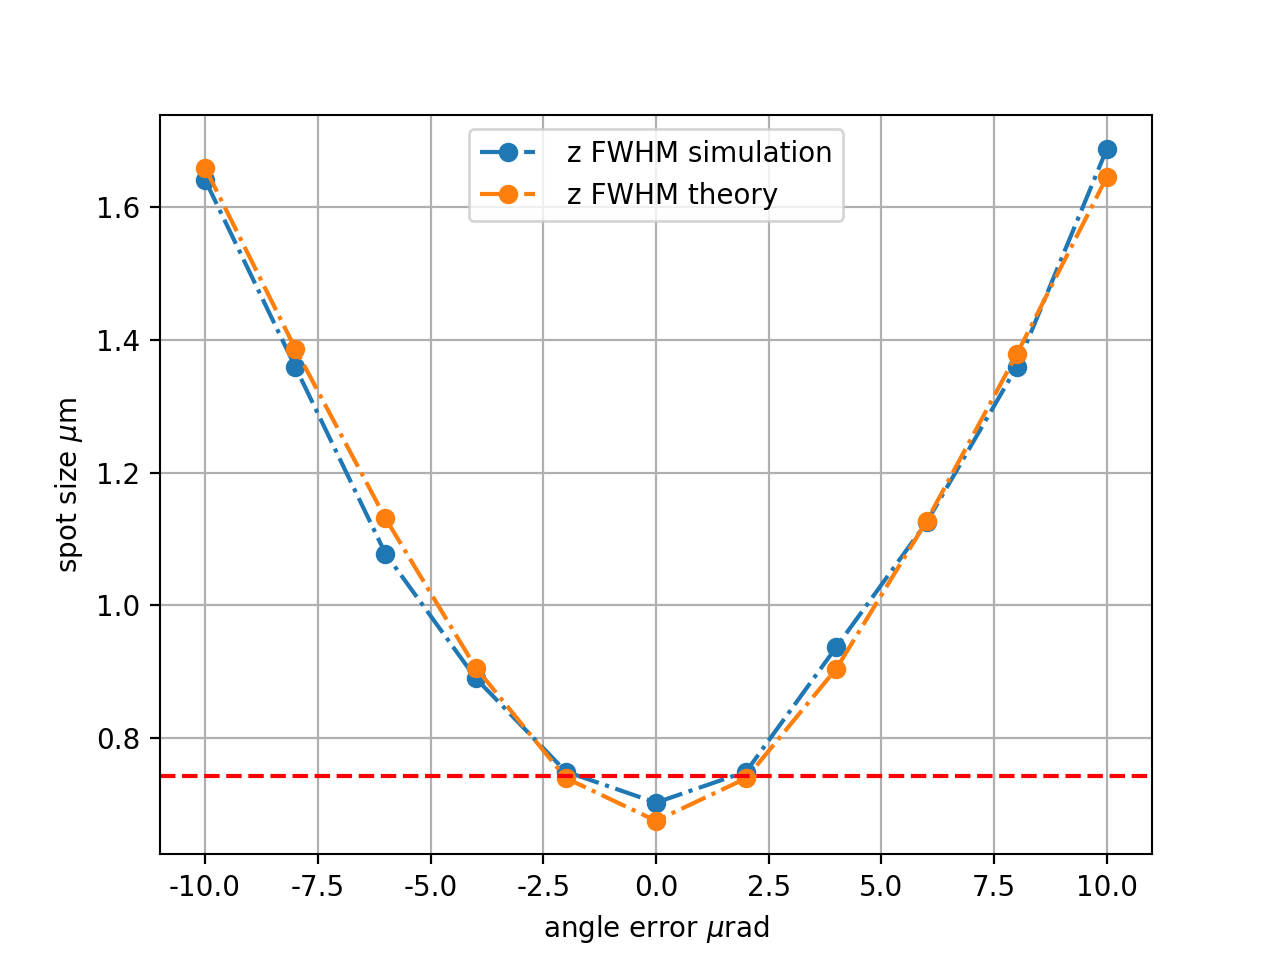 z FWHM simulation
z FWHM theory
1.6
1.4
1.2
1.0
0.8
spot size μm
-10.0 -7.5 -5.0 -2.5 0.0 2.5 5.0 7.5 10.0
angle error μrad